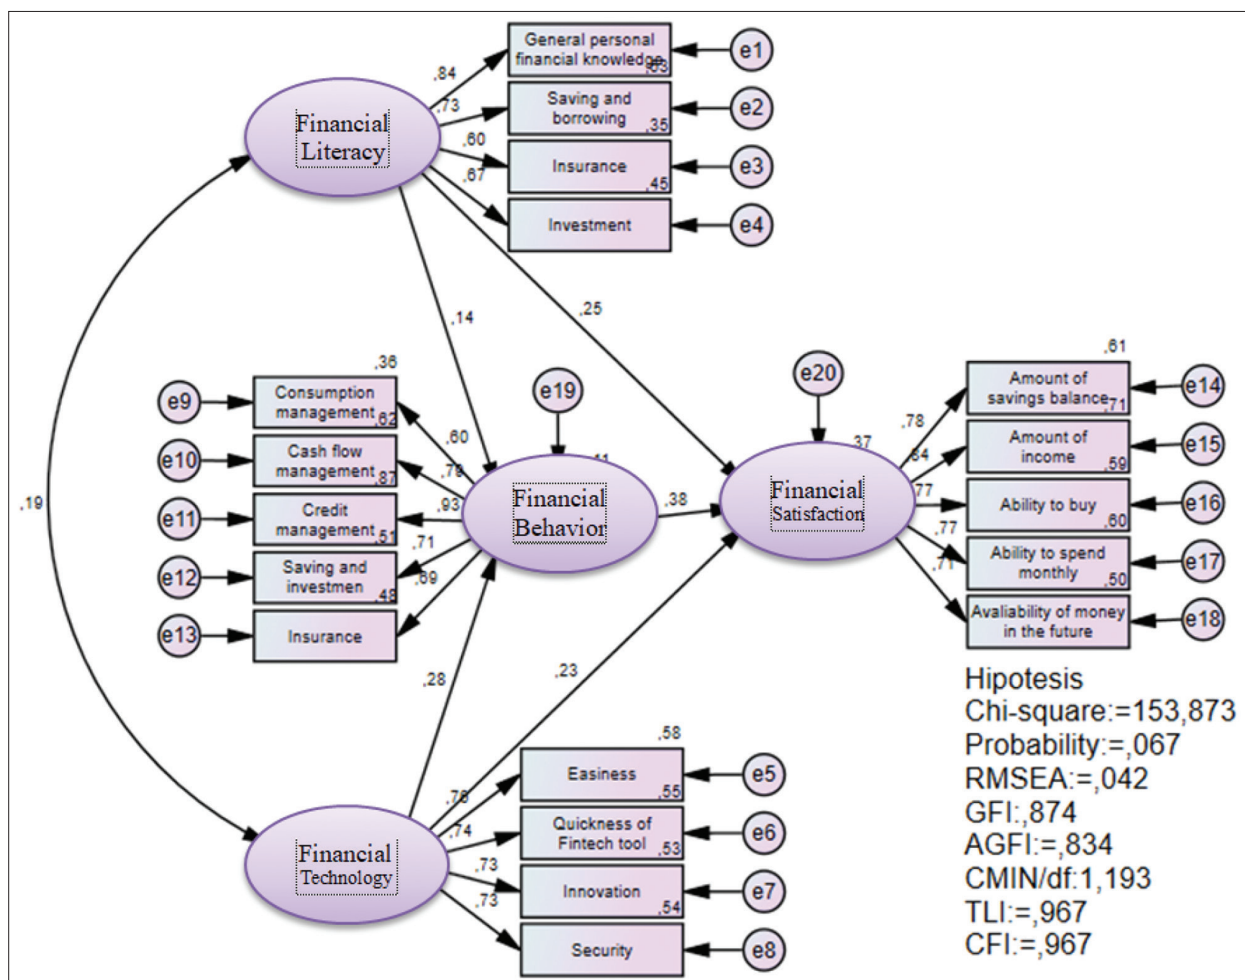 General personal
financial knowledge
,63
e1
,84
Saving and
borrowing
,35
e2
,73
Financial
Literacy
Insurance
,45
e3
,60
Investment
e4
,67
,14
,25
,19
,36
Consumption
management
,62
e9
,60
Cash flow
management
,87
e10
,79
Credit
management
,51
e11
,93
Saving and
investmen
,48
e12
,71
Insurance
e13
,69
e19
Financial
Behavior
,38
e20
,37
Financial
Satisfaction
,61
Amount of
savings balance
,71
e14
,78
Amount of
income
,59
e15
,84
Ability to buy
,60
e16
,77
Ability to spend
monthly
,50
e17
,77
Avaliability of money
in the future
e18
,71
,28
,23
,58
Easiness
,55
e5
,76
Quickness of
Fintech tool
,53
e6
,74
Financial
Technology
Innovation
,54
e7
,73
Security
e8
,73
Hipotesis
Chi-square:=153,873
Probability:=,067
RMSEA:=,042
GFI:,874
AGFI:=,834
CMIN/df:1,193
TLI:=,967
CFI:=,967